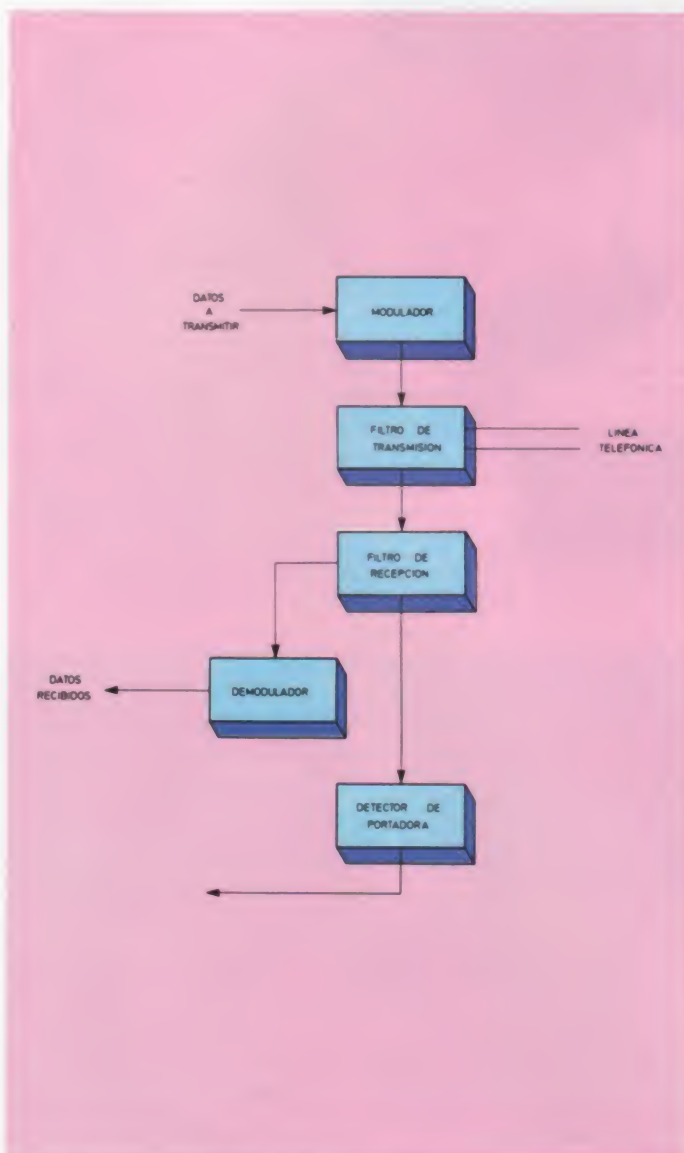 DATOS
A
TRANSMITIR
MODULADOR
FILTRO DE
TRANSMISION
LINEA
TELEFONICA
FILTRO DE
RECEPCION
DATOS
RECIBIDOS
DEMODULADOR
DETECTOR DE
PORTADORA